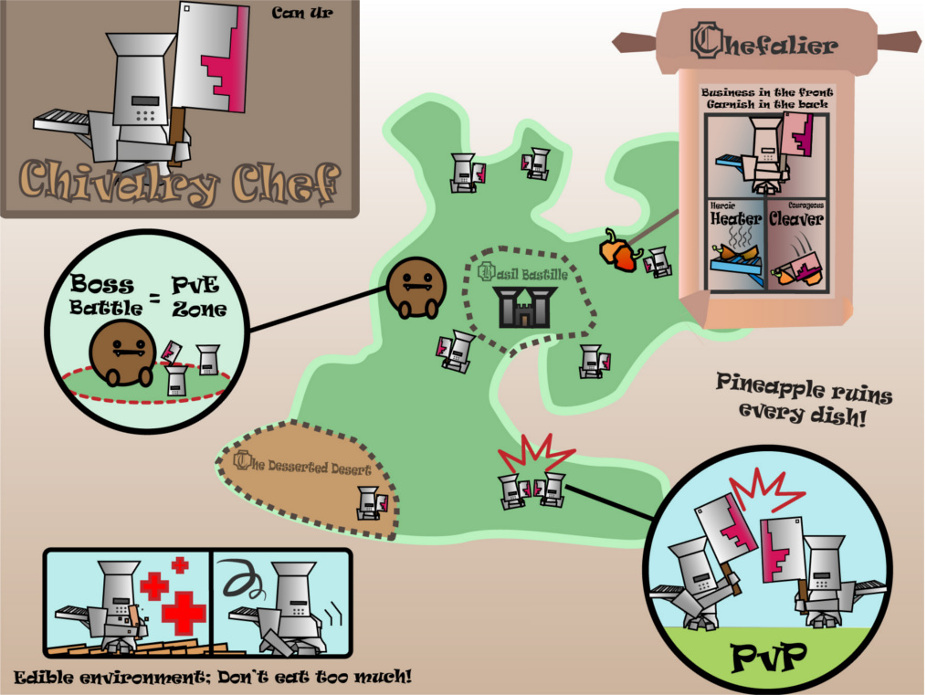 Can Ur
Chivalry Chef
Chefalier
Business in the front
Garnish in the back
Heroic
Heater
Courageous
Cleaver
Boss
Battle
=
PvE
Zone
Basil Bastille
Pineapple ruins
every dish!
The Desserted Desert
PvP
Edible environment; Don't eat too much!